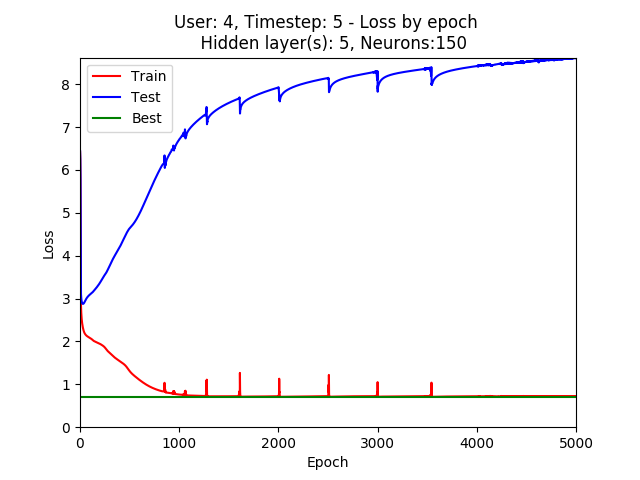 User: 4, Timestep: 5 - Loss by epoch
Hidden layer(s): 5, Neurons:150
Train
Test
Best
8
7
6
5
4
3
2
1
0
Loss
0 1000 2000 3000 4000 5000
Epoch